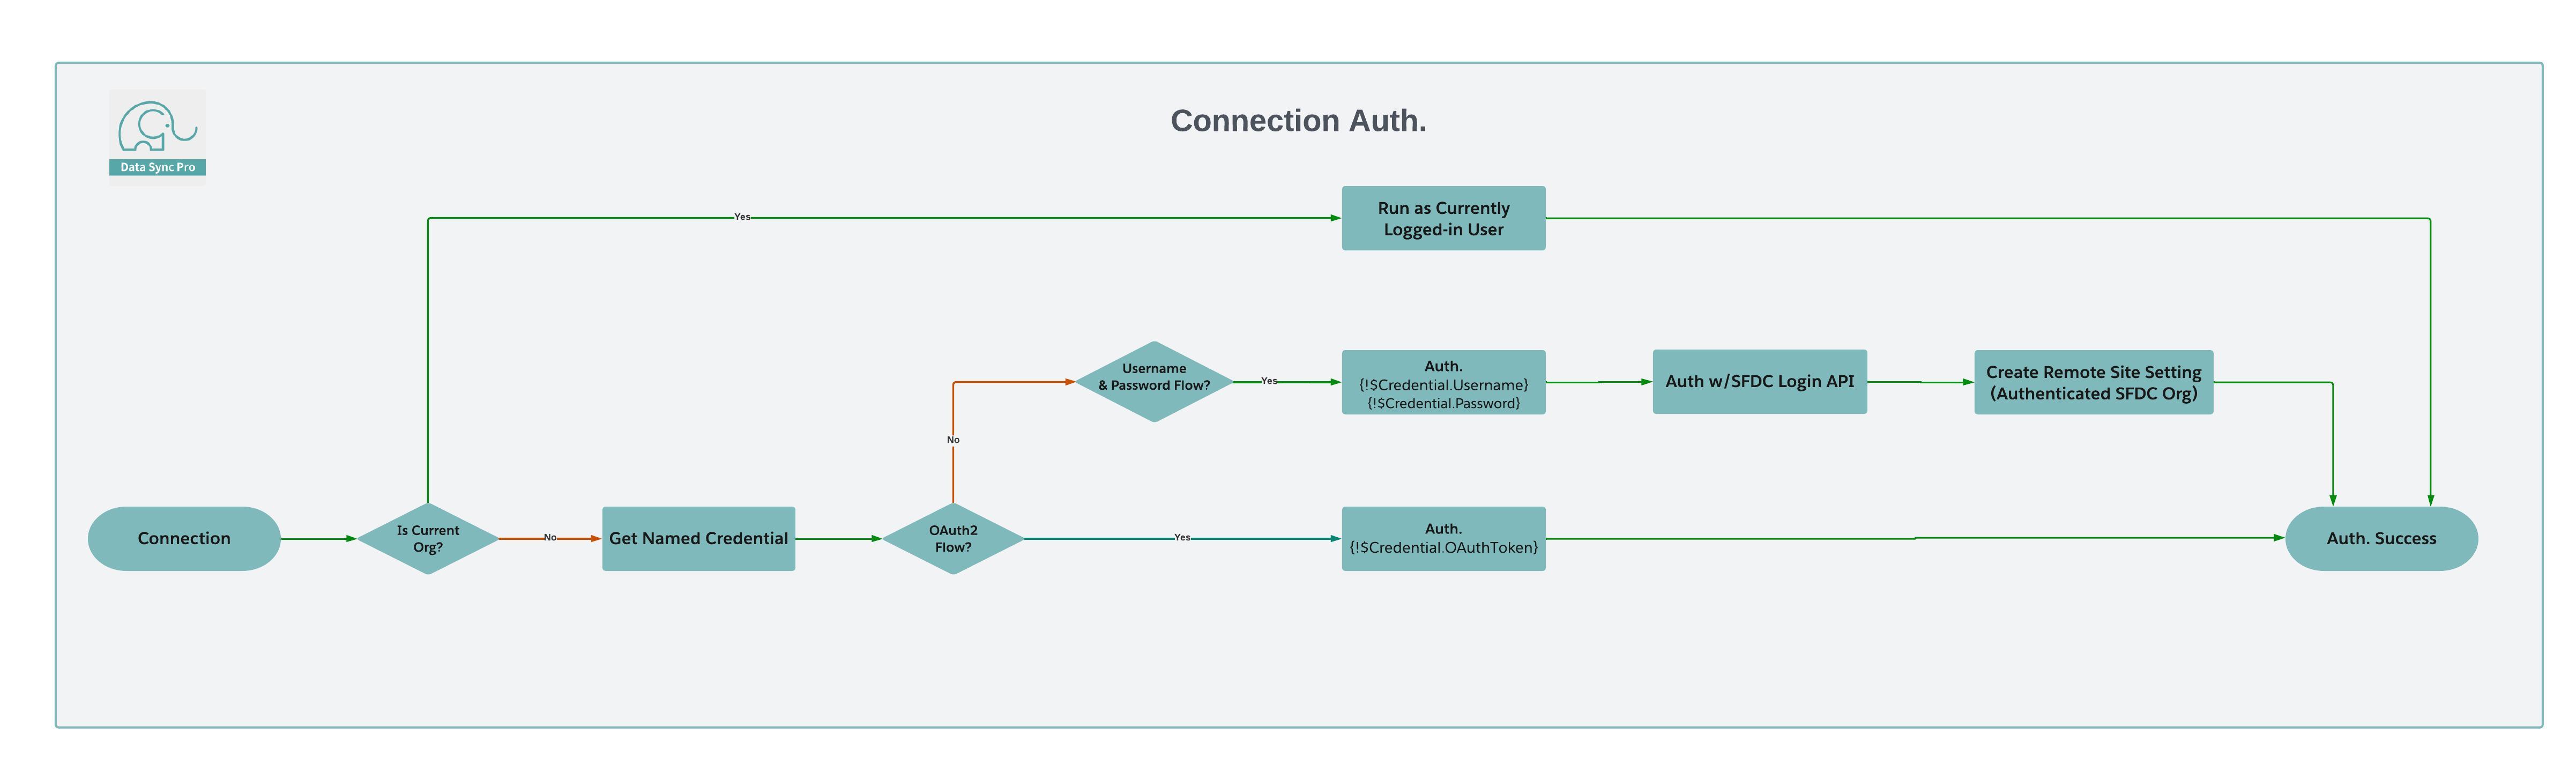 Data Sync Pro
Connection Auth.
Yes
Run as Currently
Logged-in User
Username
& Password Flow?
Yes
Auth.
{!$Credential.Username}
{!$Credential.Password}
Auth w/SFDC Login API
Create Remote Site Setting
(Authenticated SFDC Org)
No
Connection
Is Current
Org?
No
Get Named Credential
OAuth2
Flow?
Yes
Auth.
{!$Credential.OAuthToken}
Auth. Success